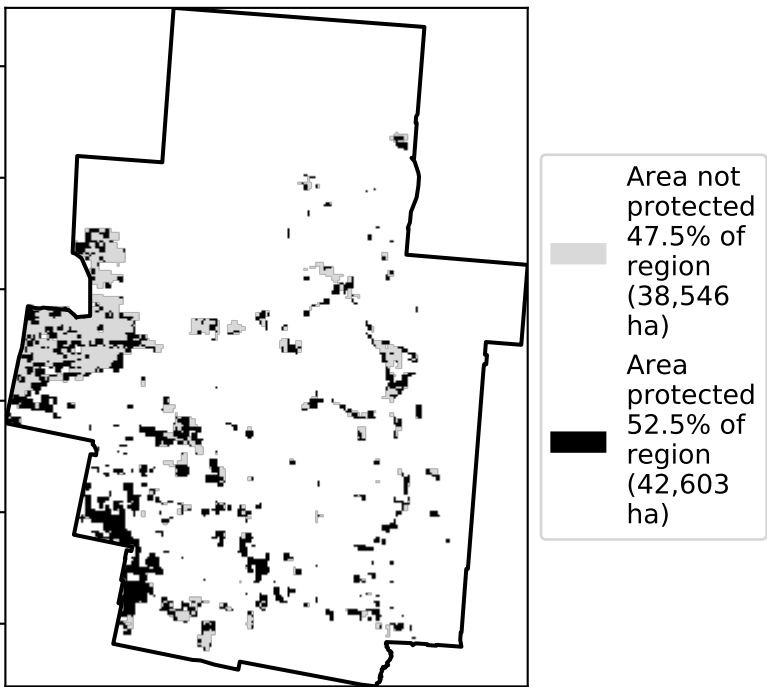 Area not
protected
47.5% of
region
(38,546
ha)
Area
protected
52.5% of
region
(42,603
ha)